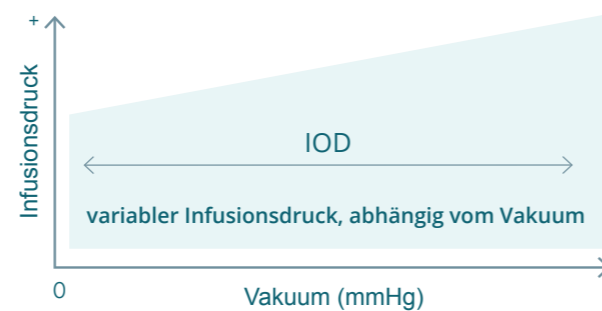 +
Infusionsdruck
IOD
variabler Infusionsdruck, abhängig vom Vakuum
0
Vakuum (mmHg)